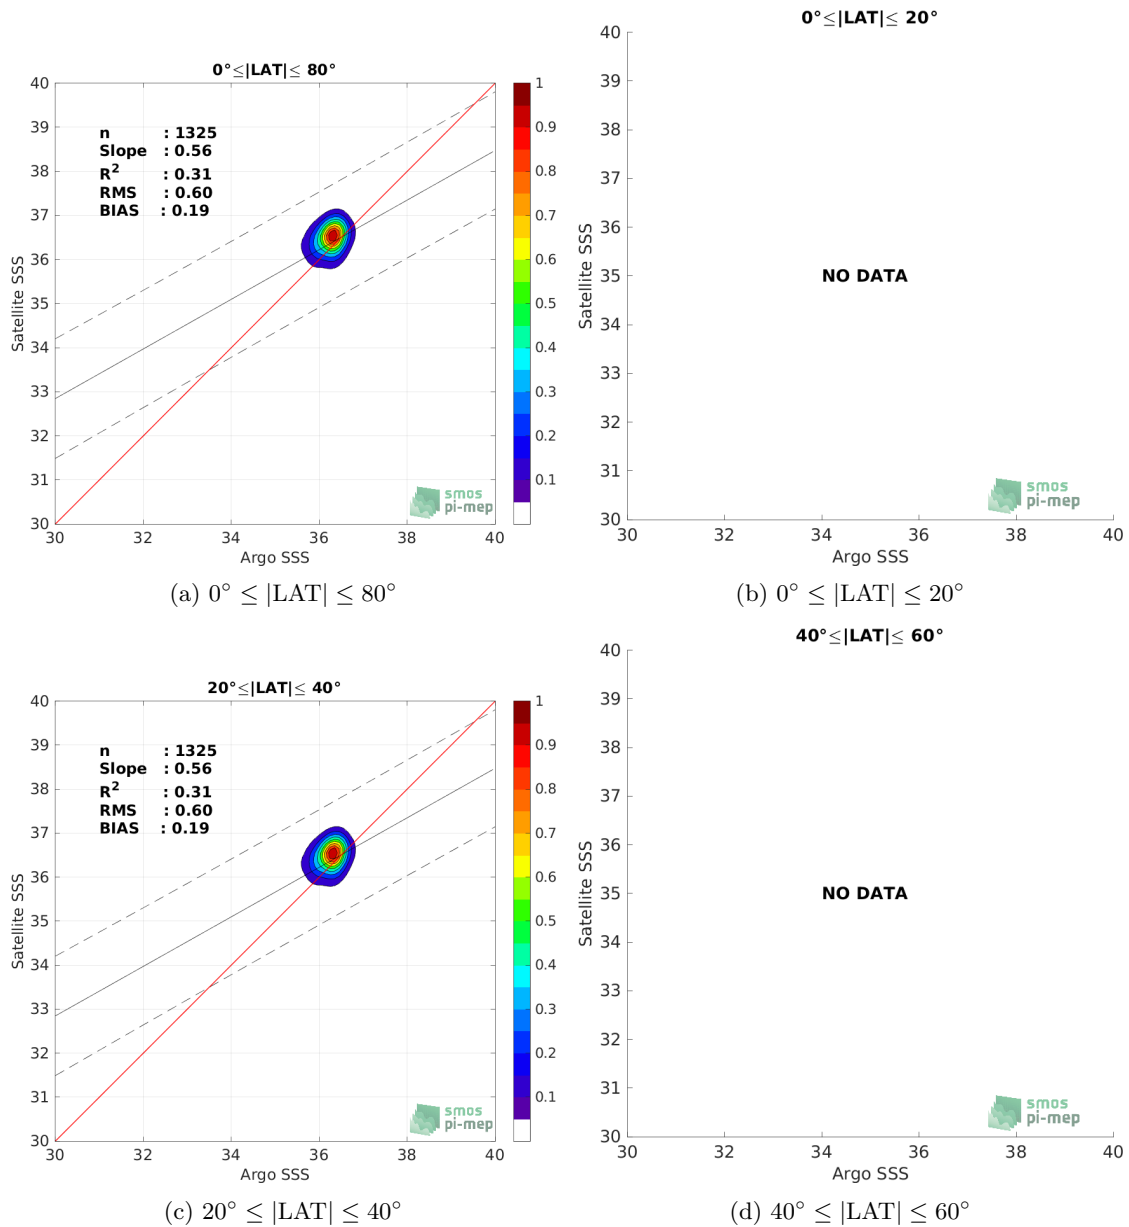 0°≤|LAT|≤ 80°
n : 1325
Slope : 0.56
R² : 0.31
RMS : 0.60
BIAS : 0.19
40
39
38
37
36
35
34
33
32
31
30
30 32 34 36 38 40
Satellite SSS
Argo SSS
1
0.9
0.8
0.7
0.6
0.5
0.4
0.3
0.2
0.1
smos
pi-mep
(a) 0° ≤ |LAT| ≤ 80°
0°≤|LAT|≤ 20°
40
39
38
37
36
35
34
33
32
31
30
30 32 34 36 38 40
Satellite SSS
Argo SSS
NO DATA
smos
pi-mep
(b) 0° ≤ |LAT| ≤ 20°
20°≤|LAT|≤ 40°
n : 1325
Slope : 0.56
R² : 0.31
RMS : 0.60
BIAS : 0.19
40
39
38
37
36
35
34
33
32
31
30
30 32 34 36 38 40
Satellite SSS
Argo SSS
1
0.9
0.8
0.7
0.6
0.5
0.4
0.3
0.2
0.1
smos
pi-mep
(c) 20° ≤ |LAT| ≤ 40°
40°≤|LAT|≤ 60°
40
39
38
37
36
35
34
33
32
31
30
30 32 34 36 38 40
Satellite SSS
Argo SSS
NO DATA
smos
pi-mep
(d) 40° ≤ |LAT| ≤ 60°